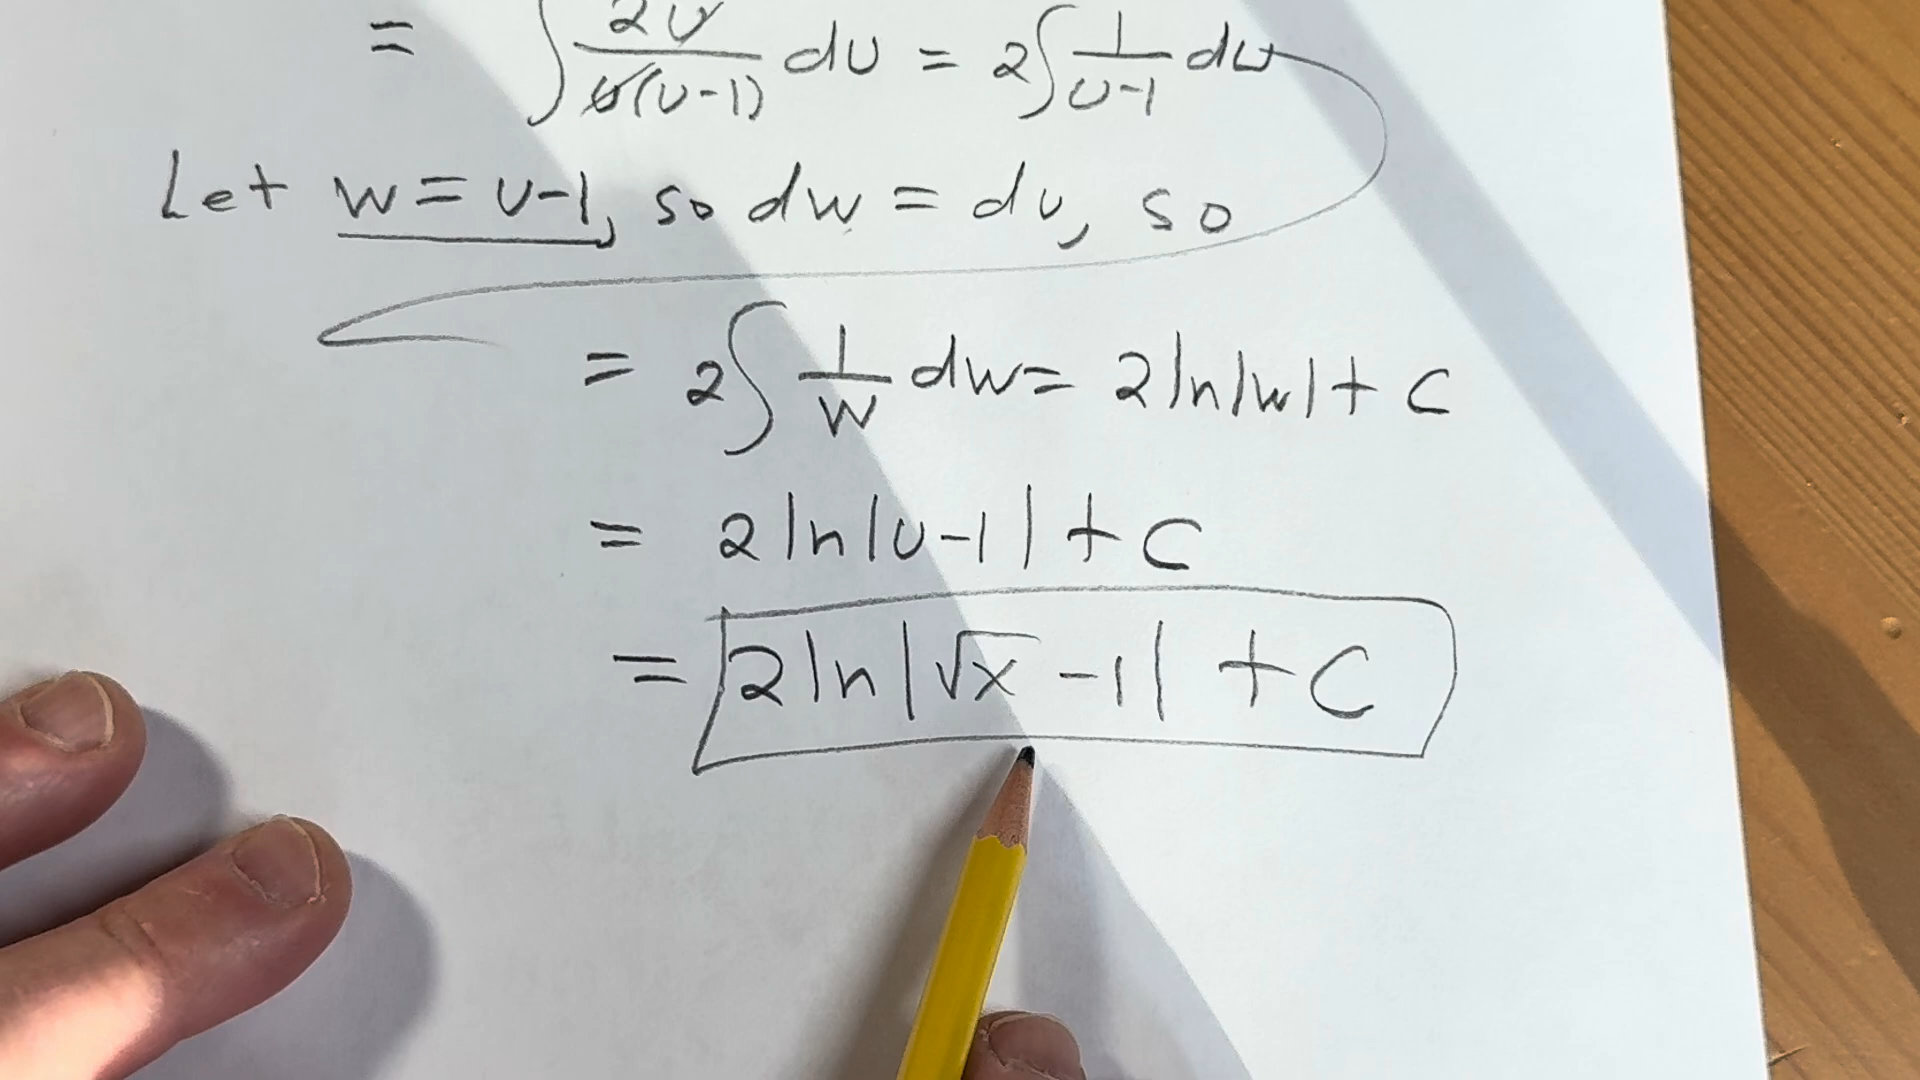 = ∫ 2u / u(u-1) du = 2∫ 1/u-1 du
Let w = u-1, so dw = du, so
= 2∫ 1/w dw = 2ln|w| + C
= 2ln|u-1| + C
= 2ln|√x -1| + C